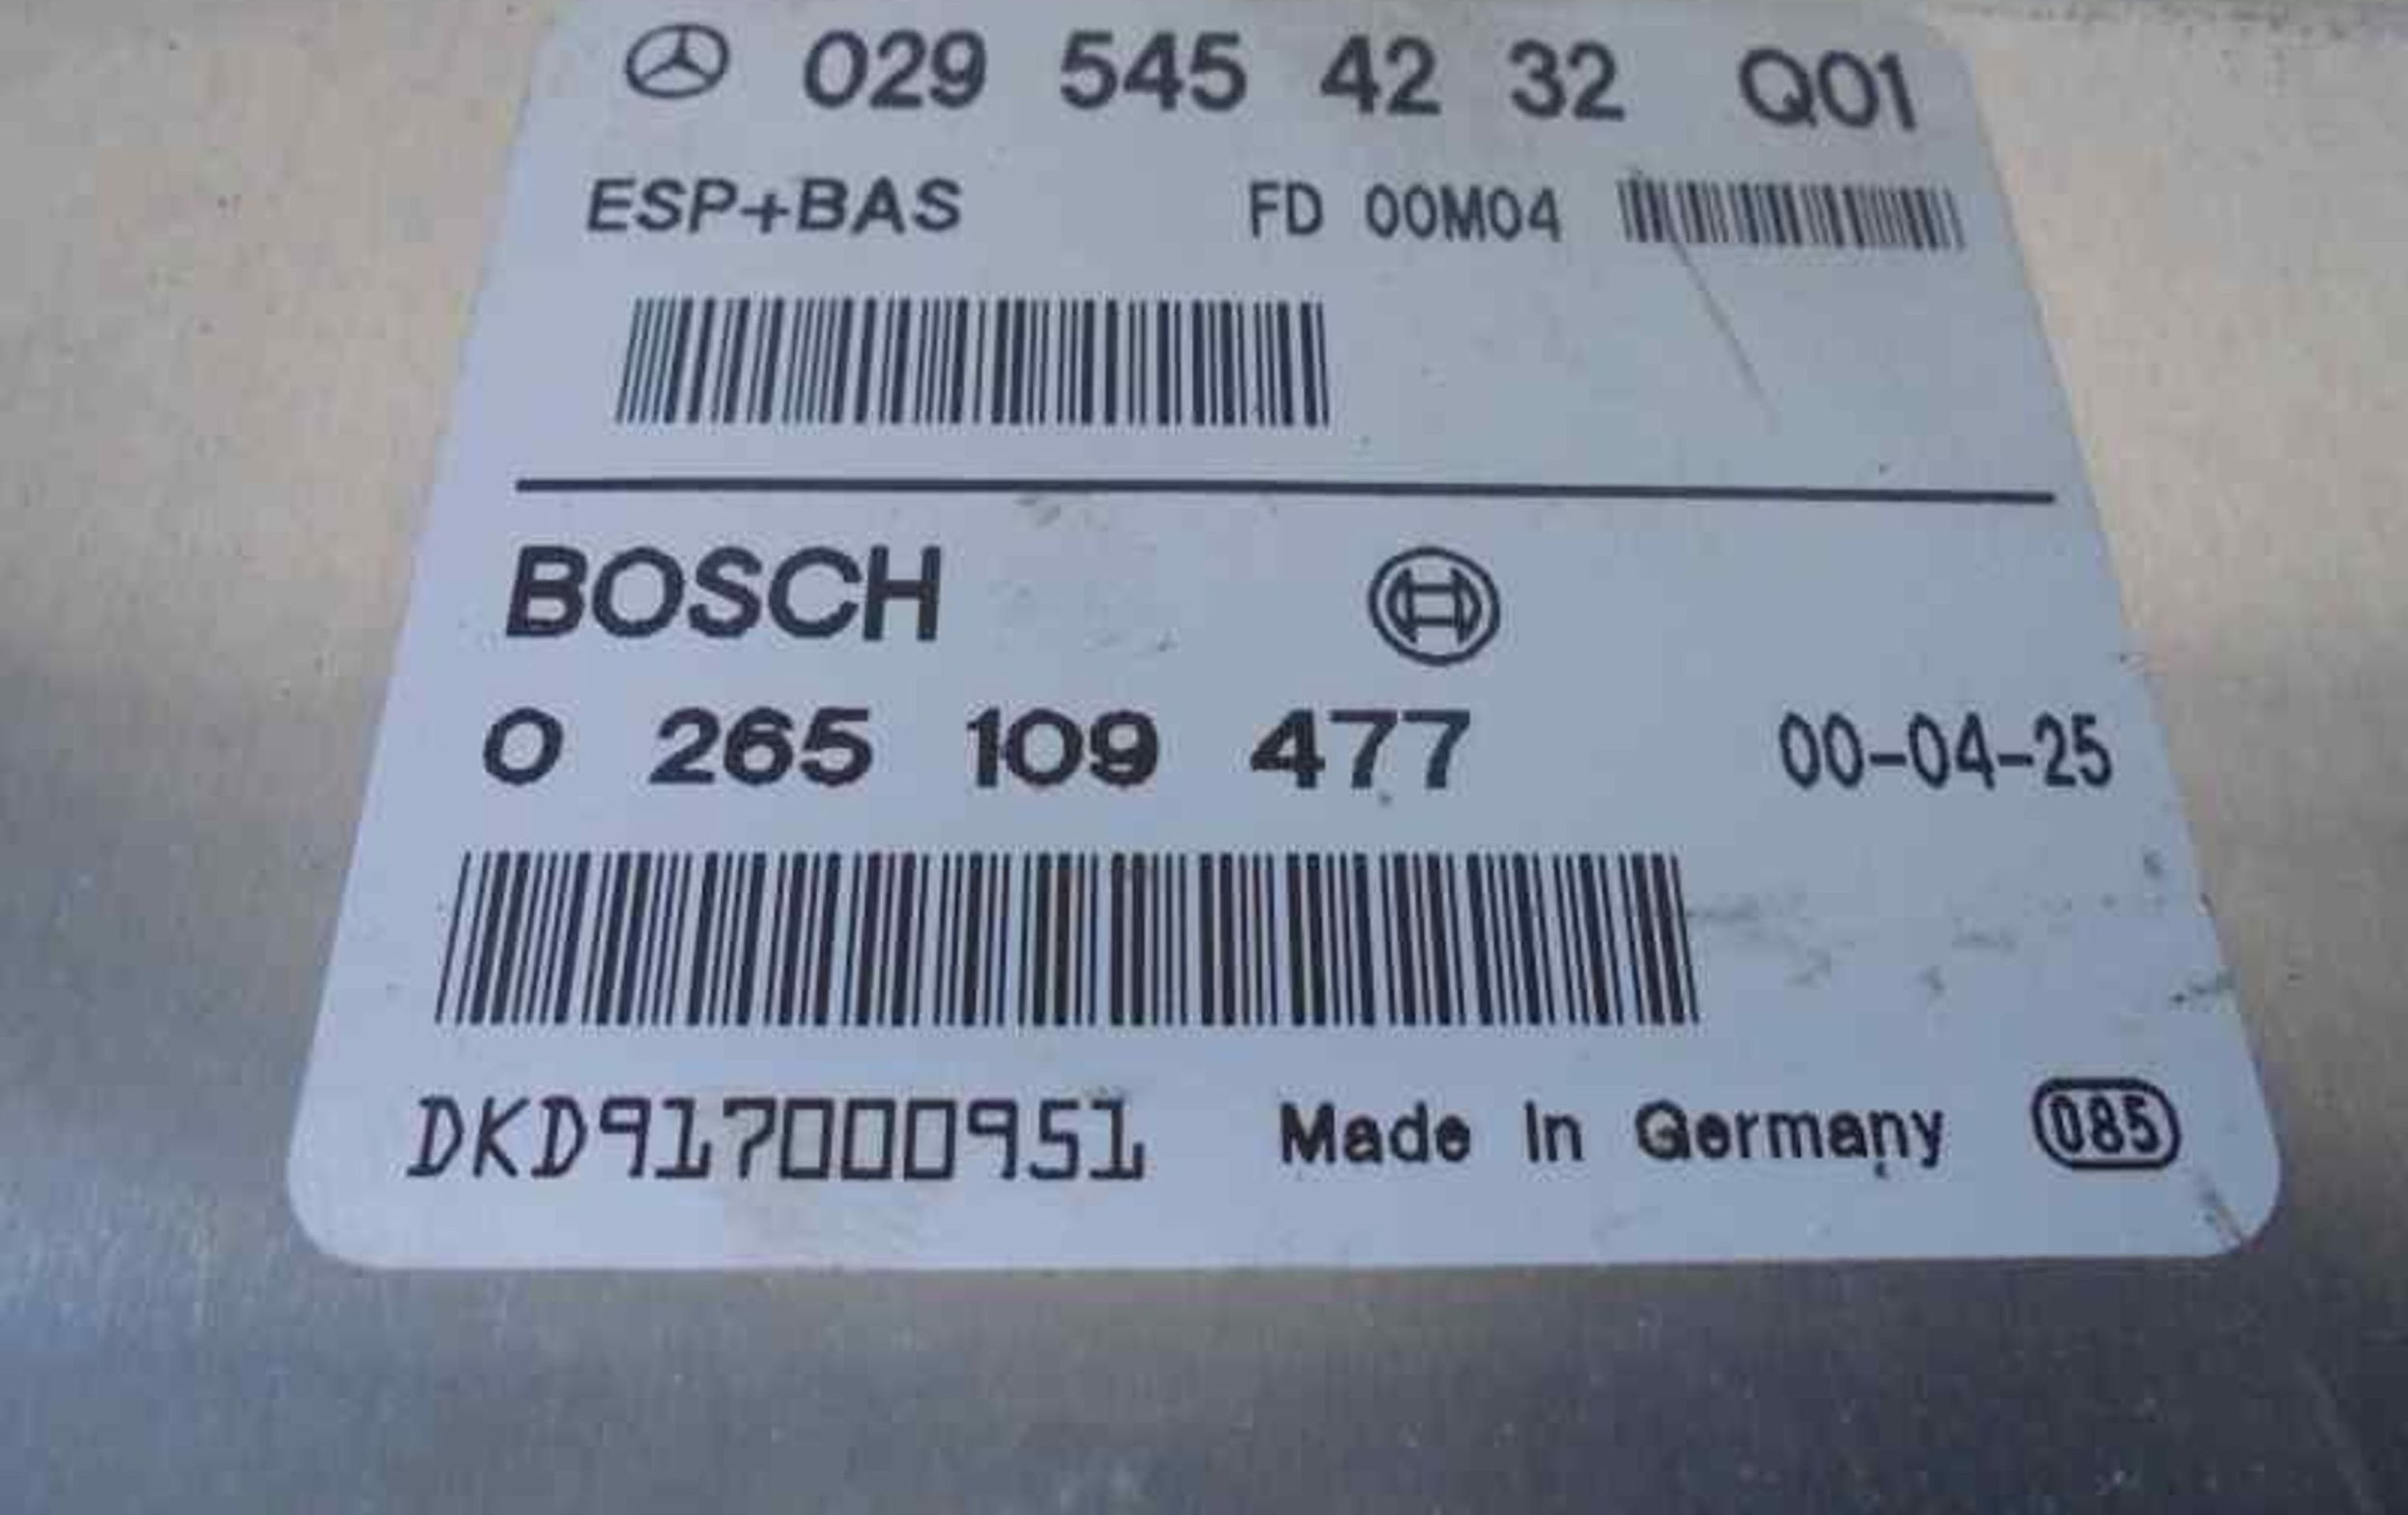 029 545 42 32 Q01
ESP+BAS FD 00M04
BOSCH
0 265 109 477 00-04-25
DKD917000951 Made in Germany 085